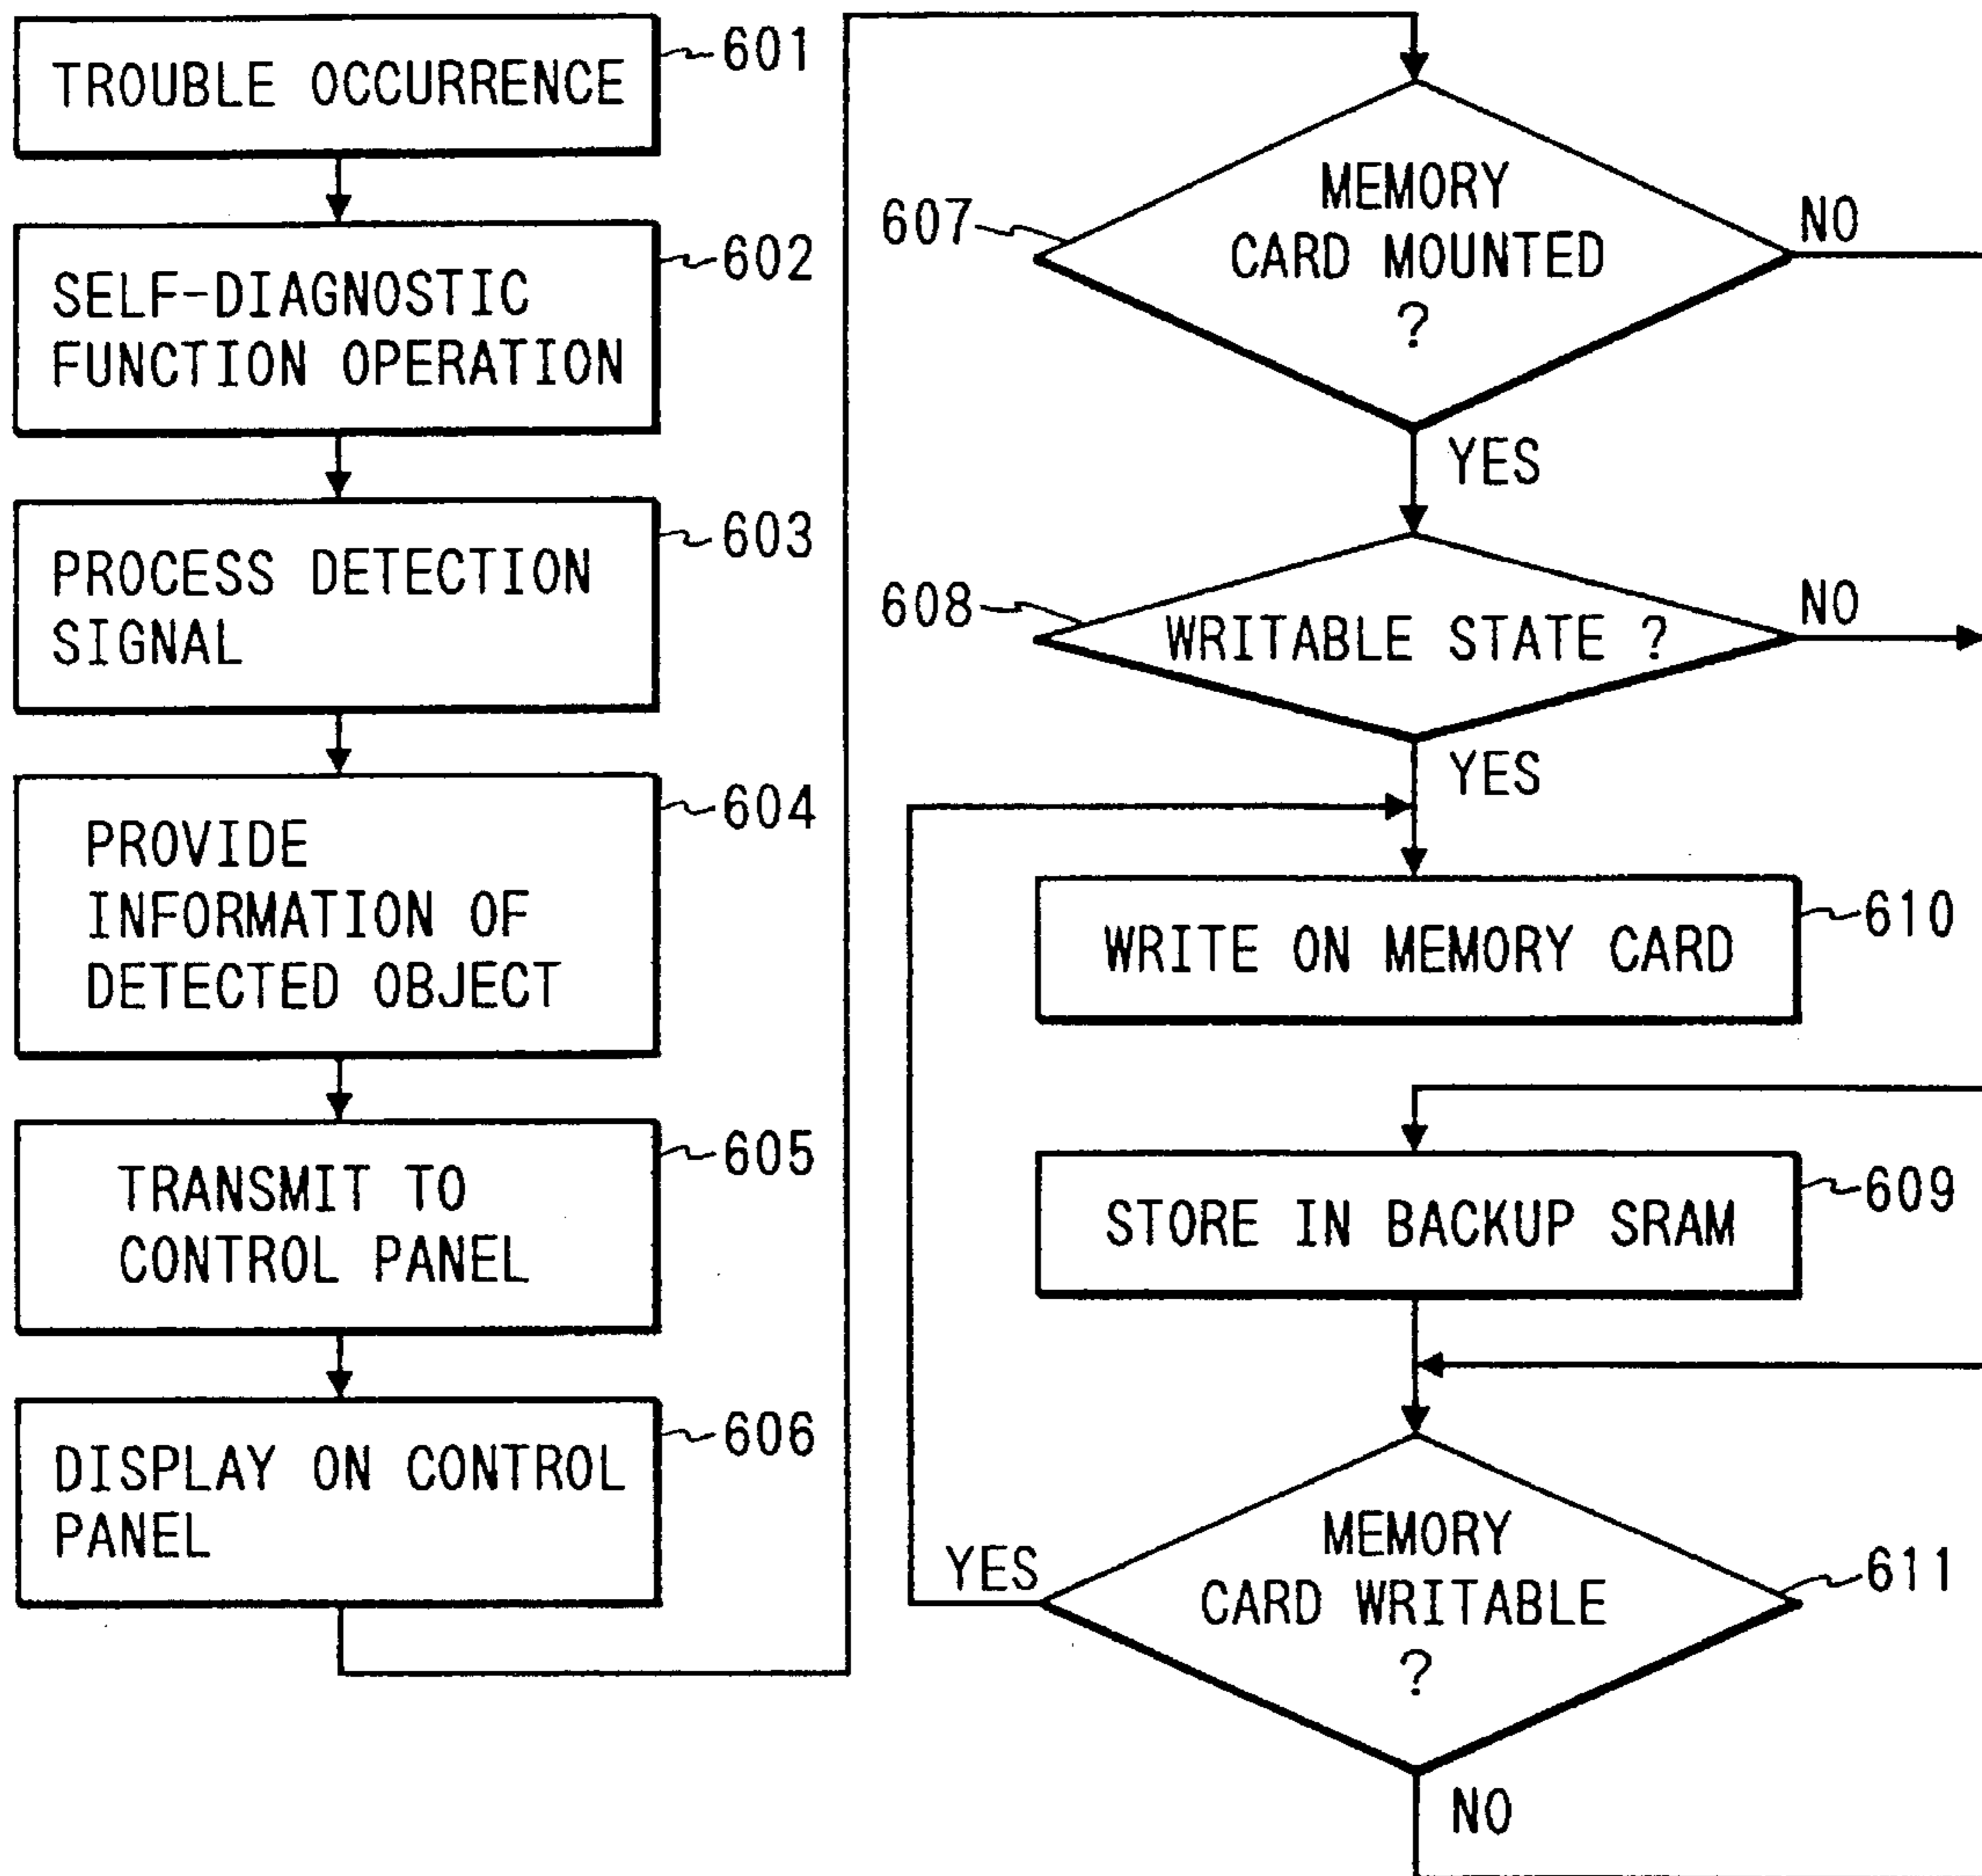 TROUBLE OCCURRENCE
601
SELF-DIAGNOSTIC
FUNCTION OPERATION
602
PROCESS DETECTION
SIGNAL
603
PROVIDE
INFORMATION OF
DETECTED OBJECT
604
TRANSMIT TO
CONTROL PANEL
605
DISPLAY ON CONTROL
PANEL
606
607
MEMORY
CARD MOUNTED
?
NO
YES
608
WRITABLE STATE ?
NO
YES
WRITE ON MEMORY CARD
610
STORE IN BACKUP SRAM
609
MEMORY
CARD WRITABLE
?
611
YES
NO